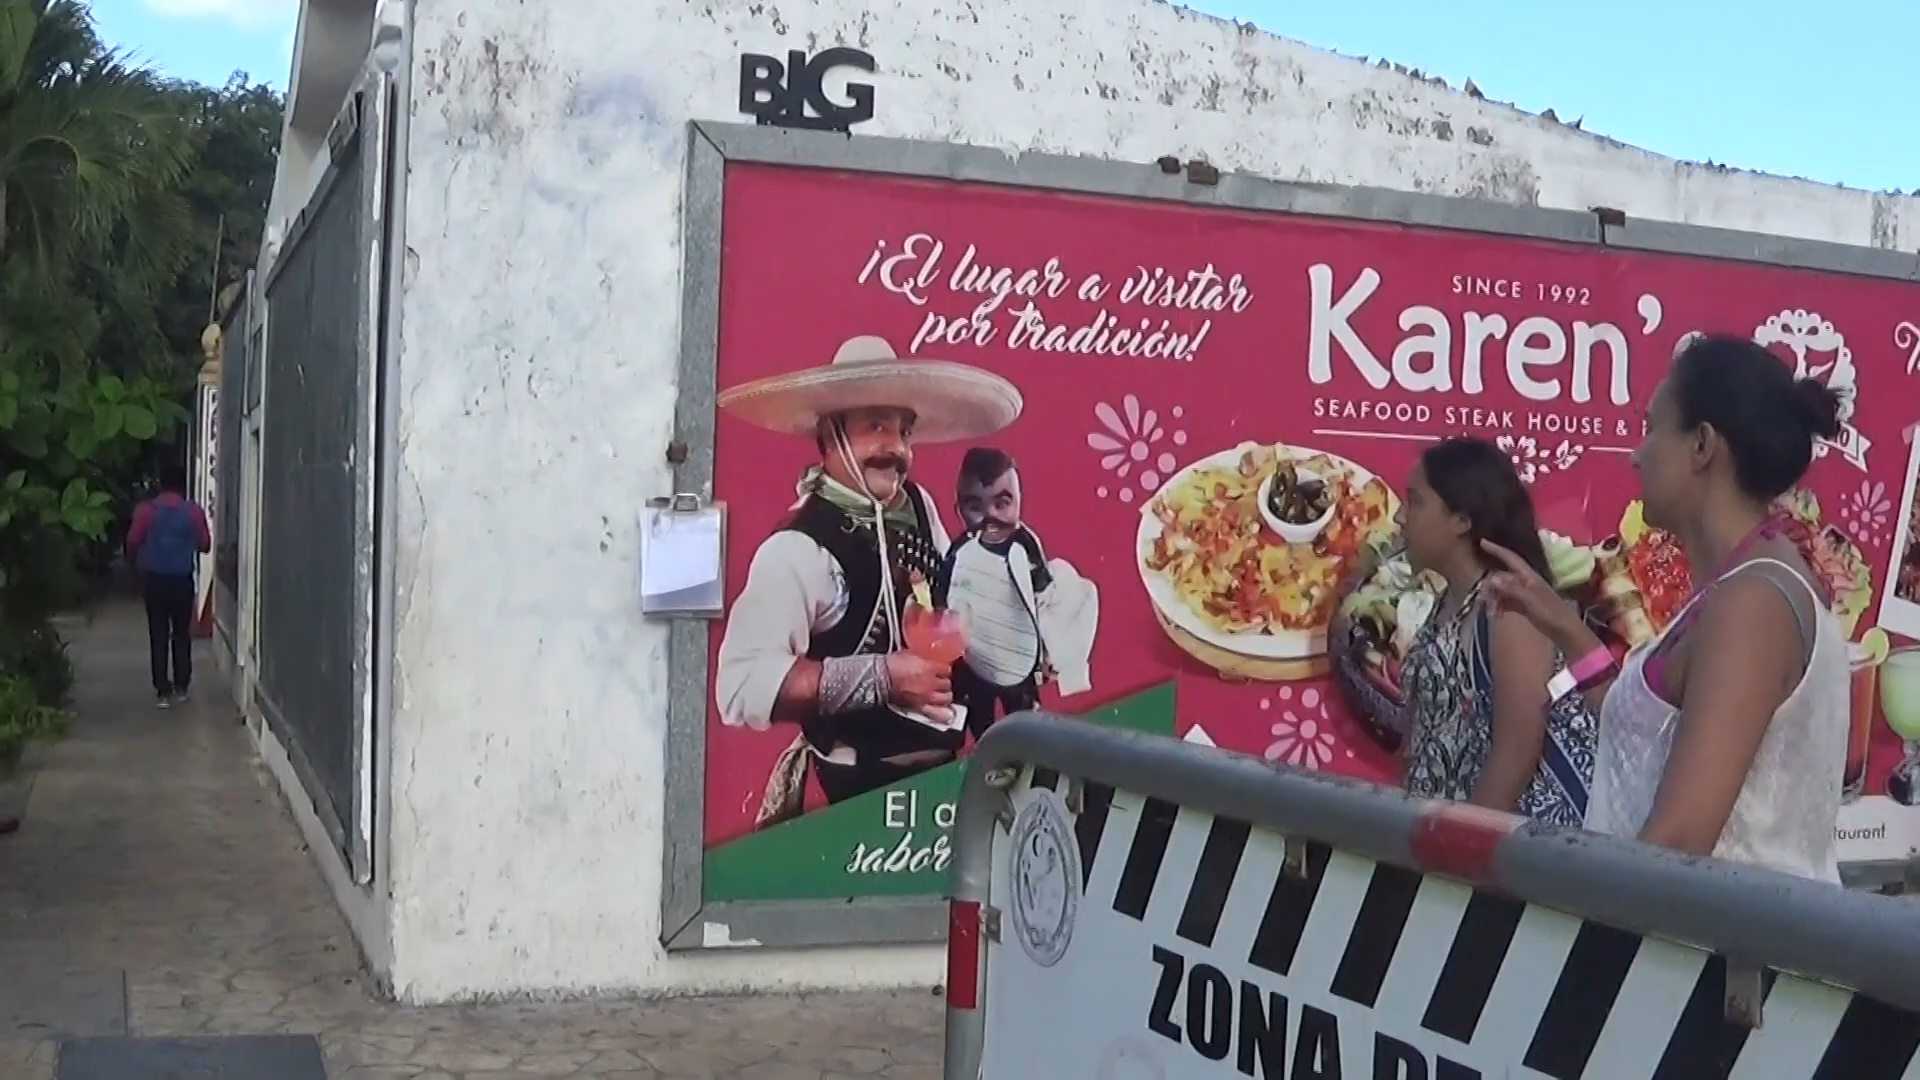 BIG
¡El lugar a visitar
por tradición!
SINCE 1992
Karen's
SEAFOOD STEAK HOUSE &
El
sabor
ZONA DE